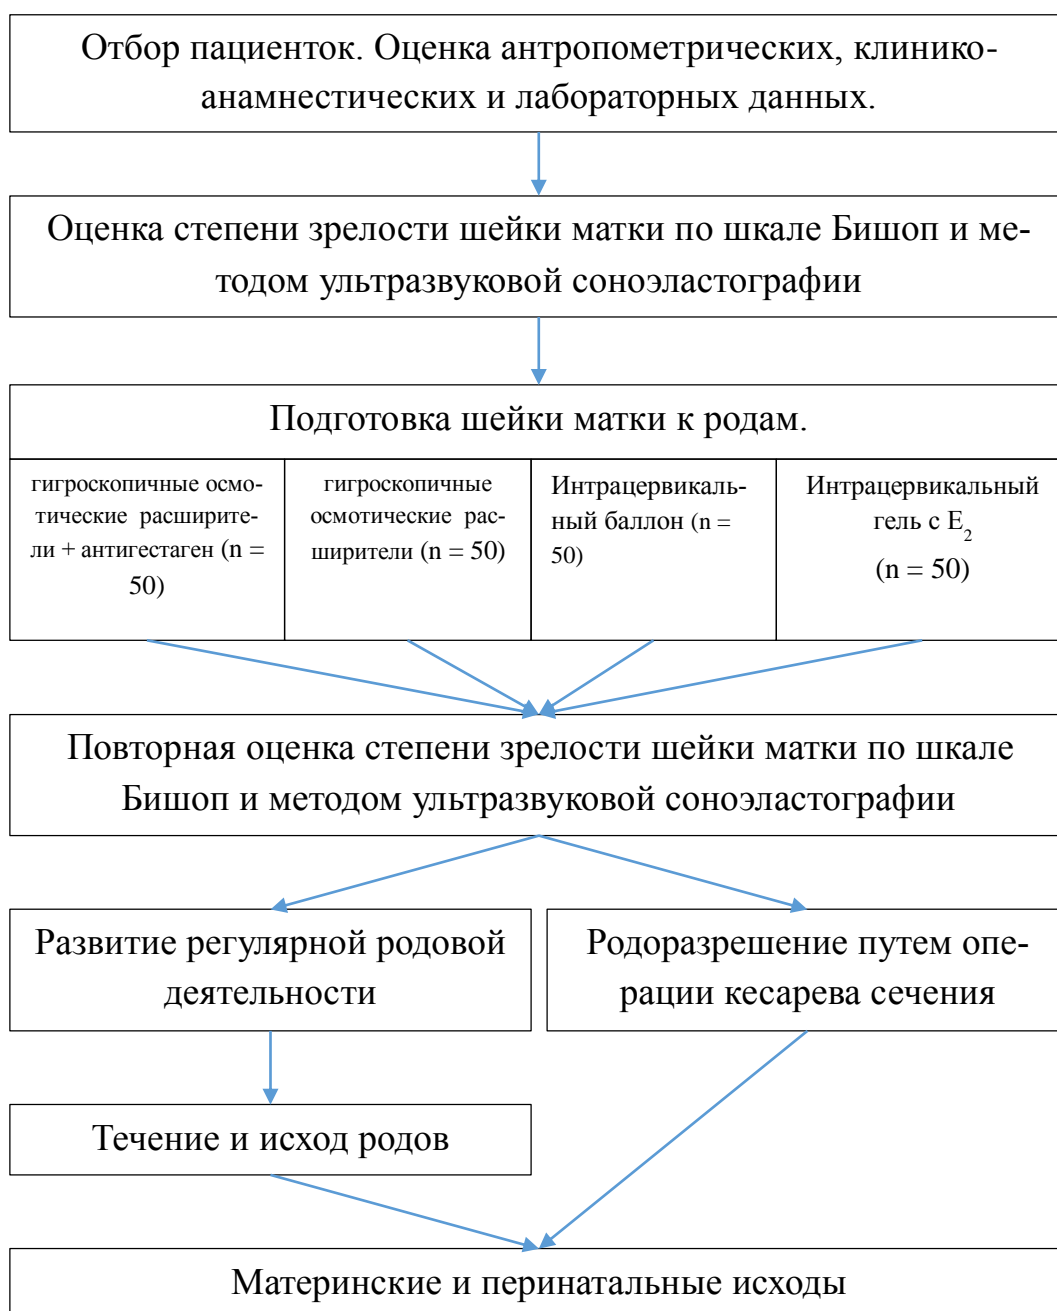 Отбор пациенток. Оценка антропометрических, клинико-
анамнестических и лабораторных данных.
Оценка степени зрелости шейки матки по шкале Бишоп и ме-
тодом ультразвуковой соноэластографии
Подготовка шейки матки к родам.
гигроскопичные осмо-
тические расширите-
ли + антигестаген (n =
50)
гигроскопичные
осмотические рас-
ширители (n = 50)
Интрацервикаль-
ный баллон (n =
50)
Интрацервикальный
гель с E₂
(n = 50)
Повторная оценка степени зрелости шейки матки по шкале
Бишоп и методом ультразвуковой соноэластографии
Развитие регулярной родовой
деятельности
Родоразрешение путем опе-
рации кесарева сечения
Течение и исход родов
Материнские и перинатальные исходы